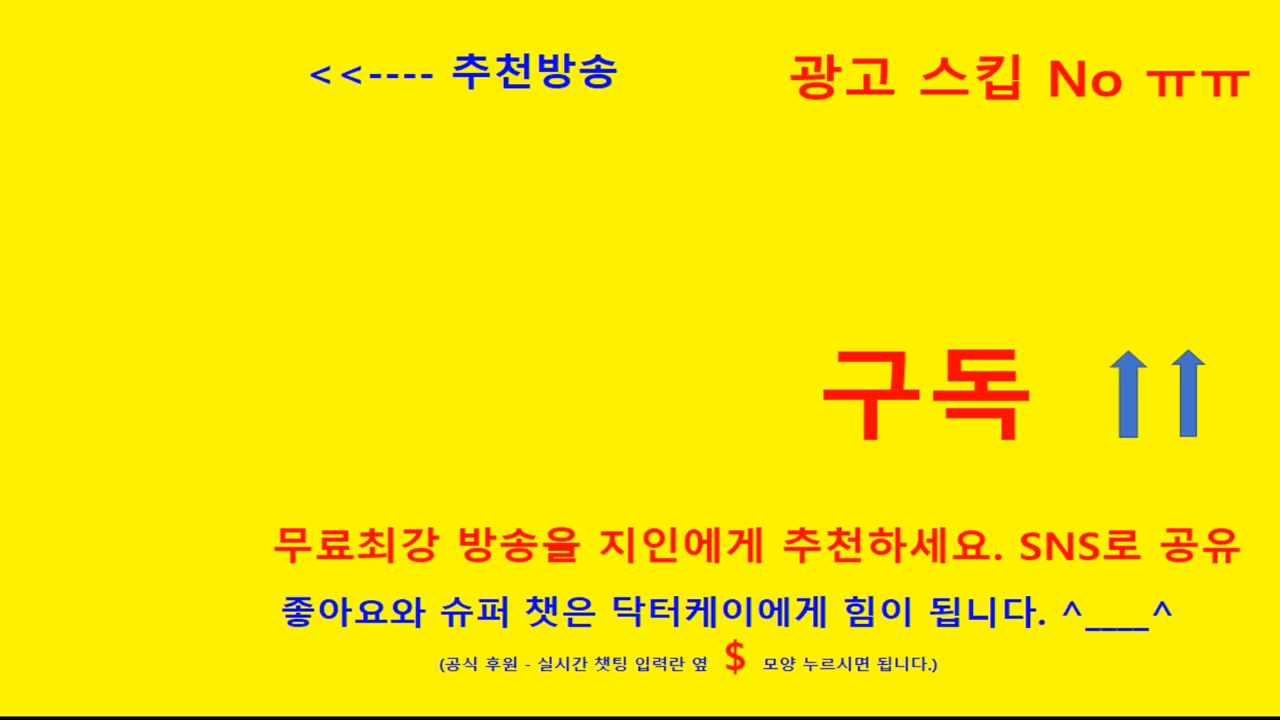 <<---- 추천방송
광고 스킵 No ㅠㅠ
구독
무료최강 방송을 지인에게 추천하세요. SNS로 공유
좋아요와 슈퍼 챗은 닥터케이에게 힘이 됩니다. ^____^
(공식 후원 - 실시간 챗팅 입력란 옆 $ 모양 누르시면 됩니다.)